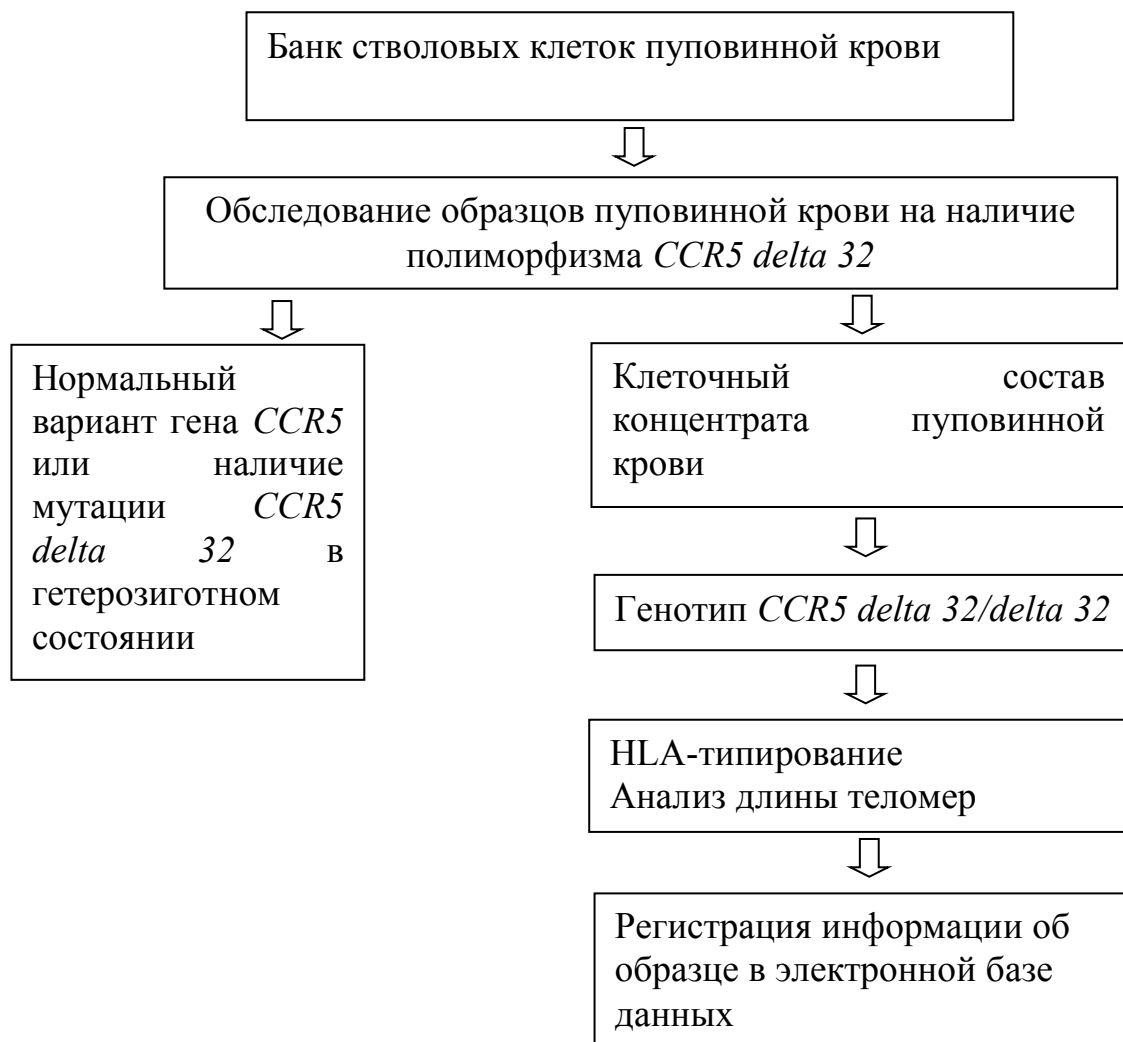 Банк стволовых клеток пуповинной крови
Обследование образцов пуповинной крови на наличие
полиморфизма CCR5 delta 32
Нормальный
вариант гена CCR5
или наличие
мутации CCR5
delta 32 в
гетерозиготном
состоянии
Клеточный состав
концентрата пуповинной
крови
Генотип CCR5 delta 32/delta 32
HLA-типирование
Анализ длины теломер
Регистрация информации об
образце в электронной базе
данных